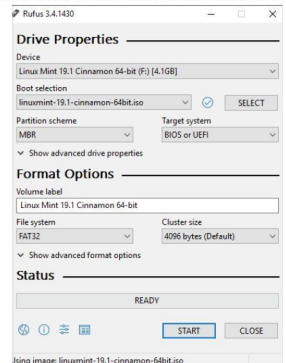 Rufus 3.4.1430
Drive Properties
Device
Linux Mint 19.1 Cinnamon 64-bit (F:) [4.1GB]
Boot selection
linuxmint-19.1-cinnamon-64bit.iso SELECT
Partition scheme Target system
MBR BIOS or UEFI
Show advanced drive properties
Format Options
Volume label
Linux Mint 19.1 Cinnamon 64-bit
File system Cluster size
FAT32 4096 bytes (Default)
Show advanced format options
Status
READY
START CLOSE
Using image: linuxmint-19.1-cinnamon-64bit.iso